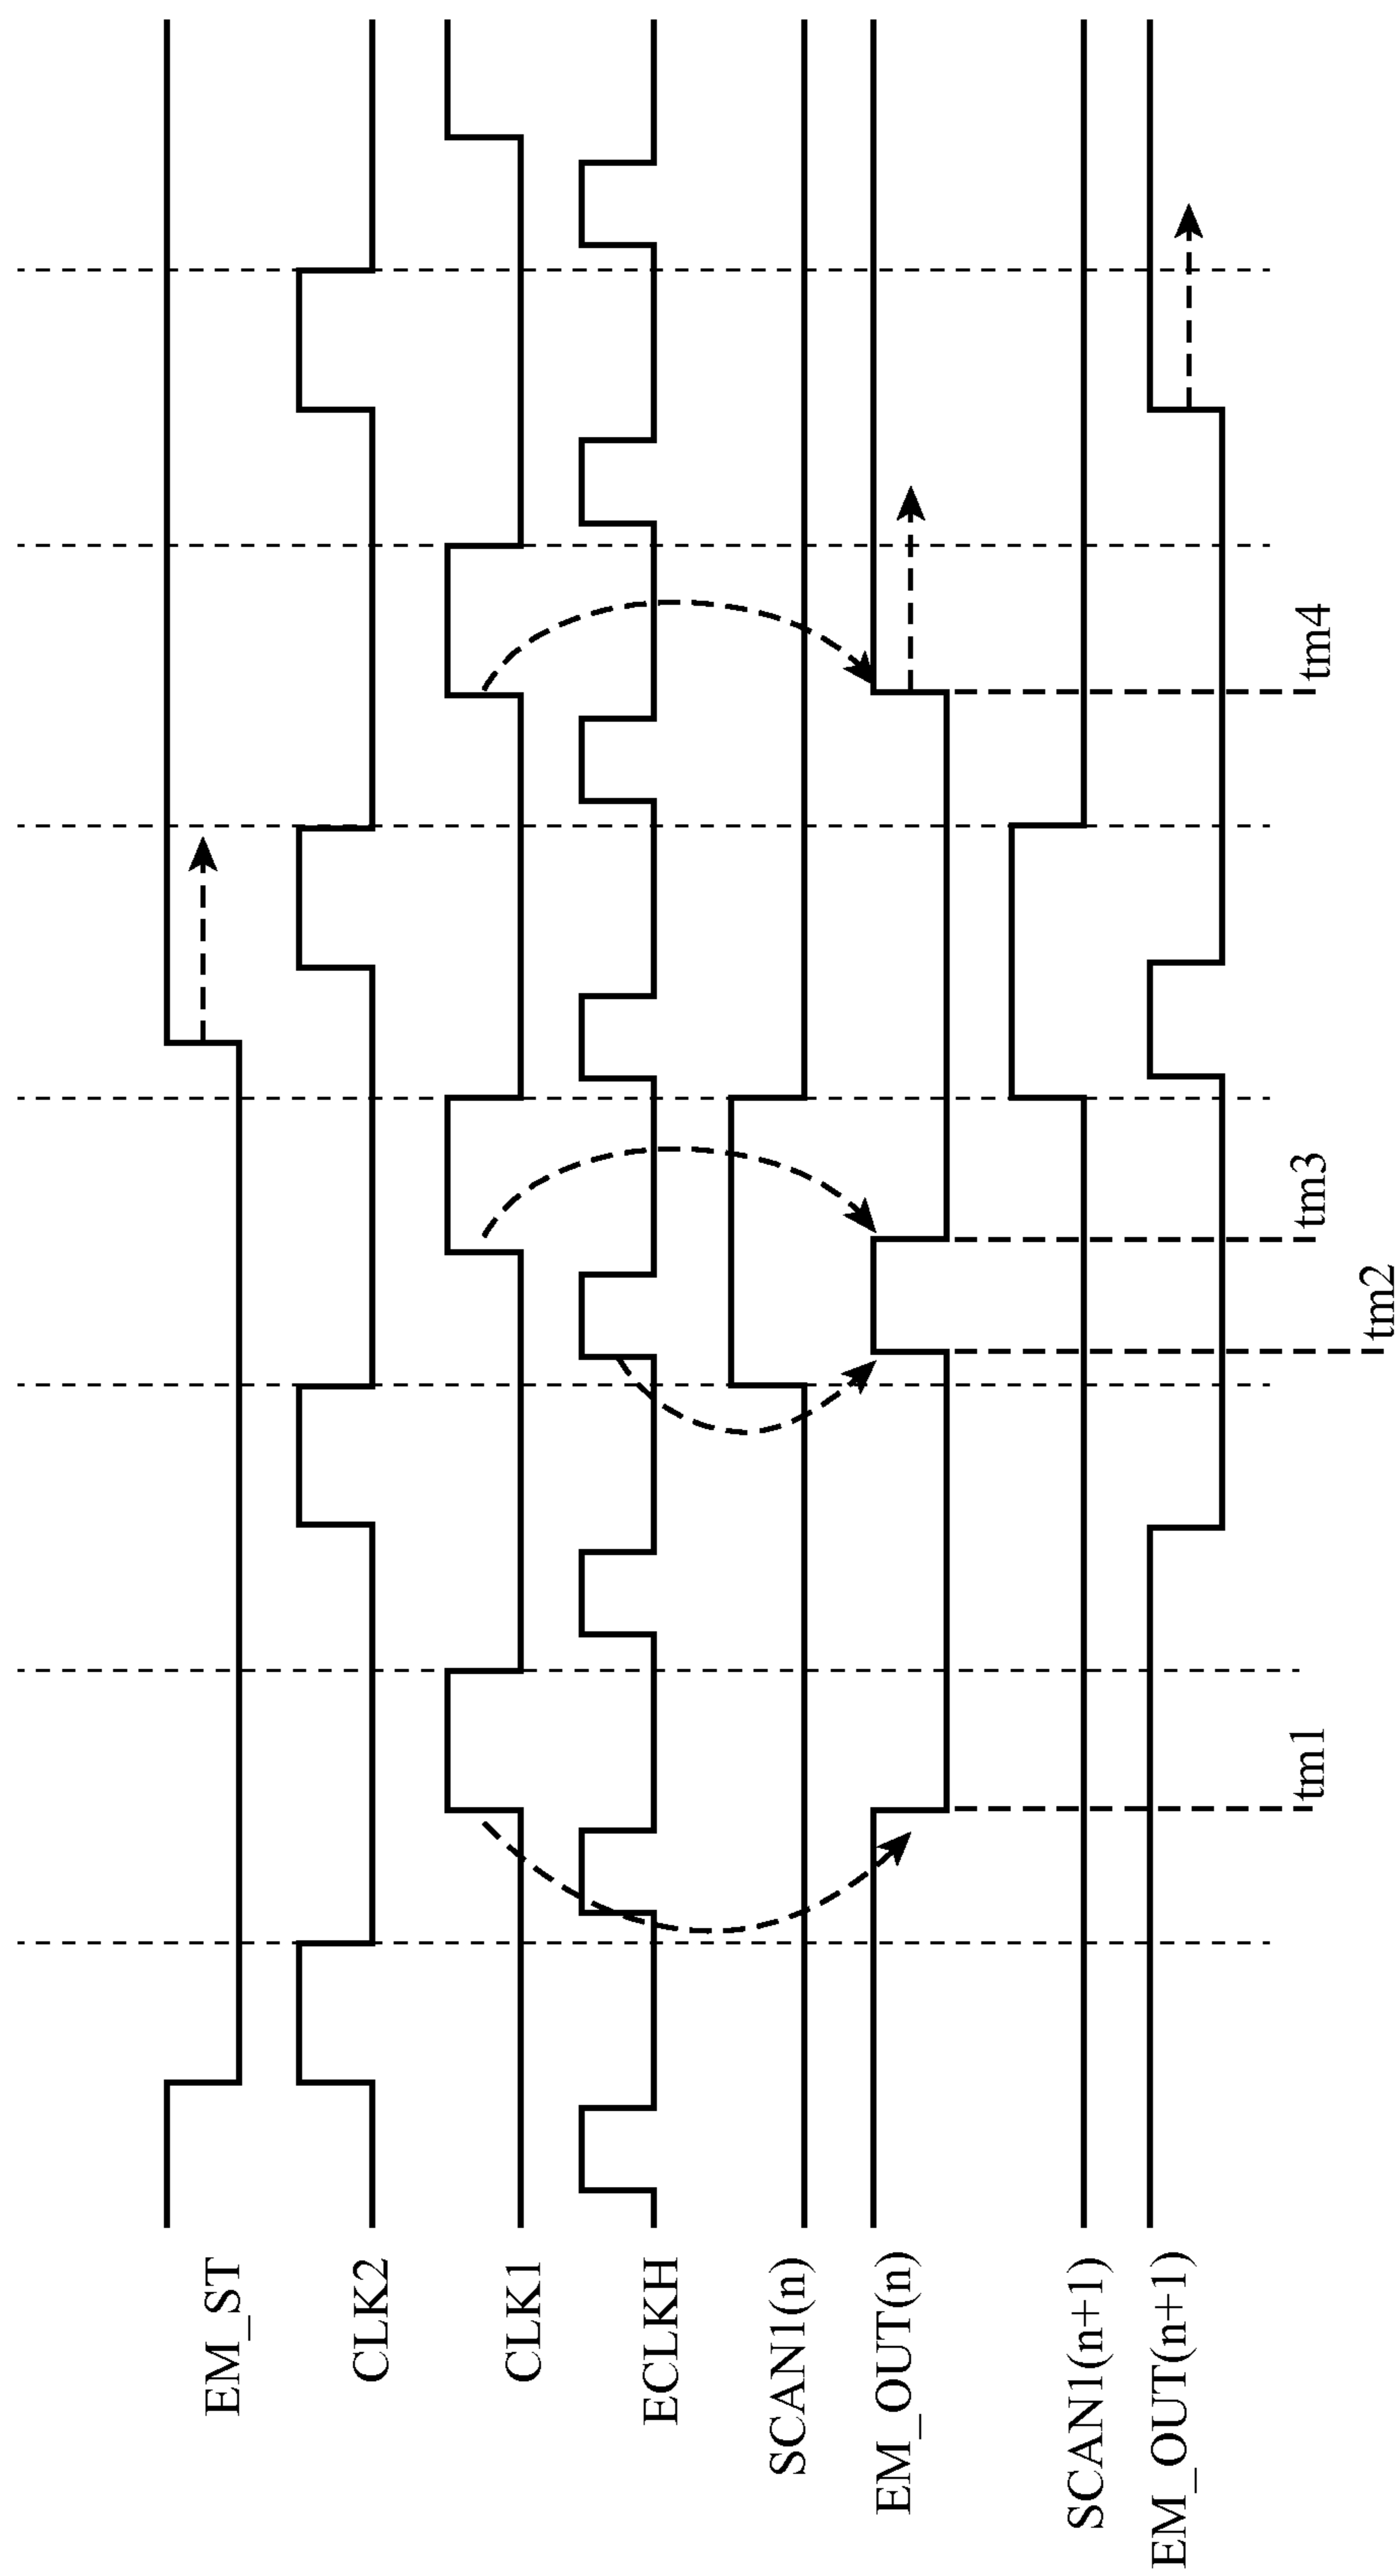 EM_ST
CLK2
CLK1
ECLKH
SCAN1(n)
EM_OUT(n)
SCAN1(n+1)
EM_OUT(n+1)
tm1
tm2
tm3
tm4